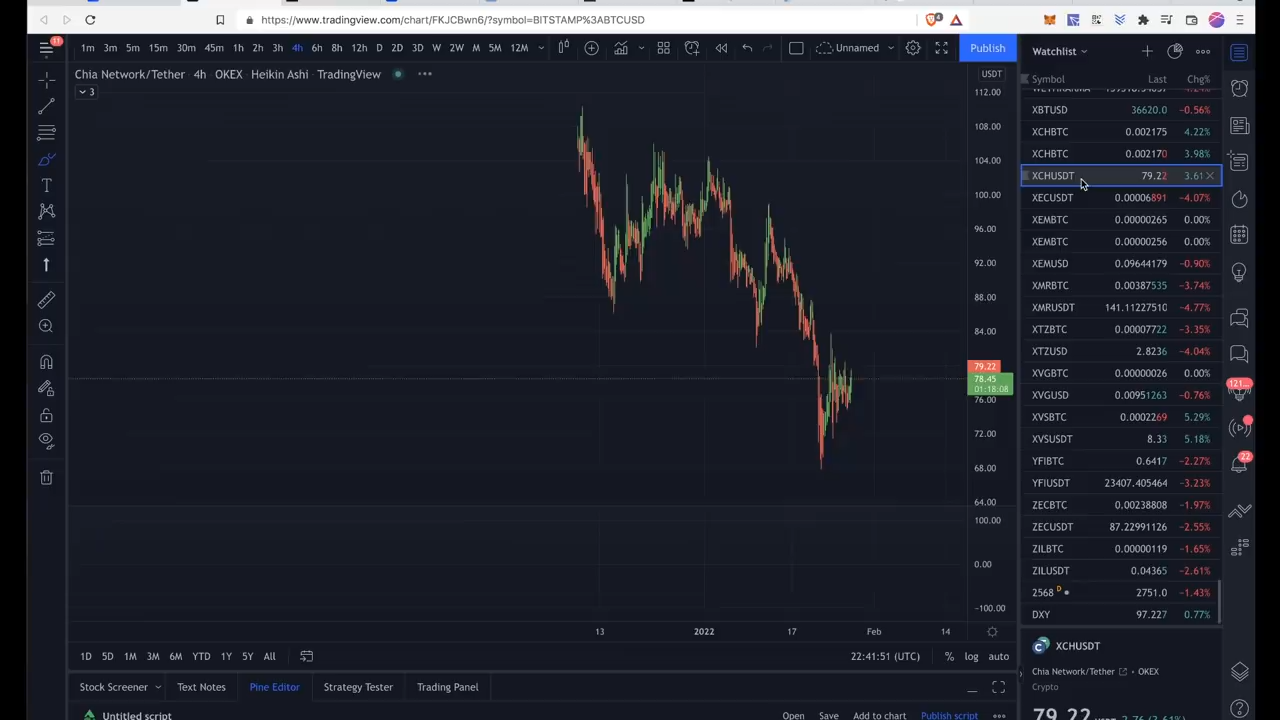 https://www.tradingview.com/chart/FKJCBwn6/?symbol=BITSTAMP%3ABTCUSD
11
1m 3m 5m 15m 30m 45m 1h 2h 3h 4h 6h 8h 12h D 2D 3D W 2W M 5M 12M
Unnamed
Publish
Watchlist
Chia Network/Tether 4h OKEX Heikin Ashi TradingView
3
USDT
112.00
108.00
104.00
100.00
96.00
92.00
88.00
84.00
79.22
78.45
01:18:08
76.00
72.00
68.00
64.00
100.00
0.00
−100.00
13 2022 17 Feb 14
1D 5D 1M 3M 6M YTD 1Y 5Y All
22:41:51 (UTC) % log auto
Stock Screener Text Notes Pine Editor Strategy Tester Trading Panel
Untitled script Open Save Add to chart Publish script
Symbol Last Chg%
XBTUSD 36620.0 −0.56%
XCHBTC 0.002175 4.22%
XCHBTC 0.002170 3.98%
XCHUSDT 79.22 3.61
XECUSDT 0.00006891 −4.07%
XEMBTC 0.00000265 0.00%
XEMBTC 0.00000256 0.00%
XEMUSD 0.09644179 −0.90%
XMRBTC 0.00387535 −3.74%
XMRUSDT 141.11227510 −4.77%
XTZBTC 0.00007722 −3.35%
XTZUSD 2.8236 −4.04%
XVGBTC 0.00000026 0.00%
XVGUSD 0.00951263 −0.76%
XVSBTC 0.0002269 5.29%
XVSUSDT 8.33 5.18%
YFIBTC 0.6417 −2.27%
YFIUSDT 23407.405464 −3.23%
ZECBTC 0.00238808 −1.97%
ZECUSDT 87.22991126 −2.55%
ZILBTC 0.00000119 −1.65%
ZILUSDT 0.04365 −2.61%
2568 D 2751.0 −1.43%
DXY 97.227 0.77%
XCHUSDT
Chia Network/Tether OKEX
Crypto
79.22
121...
22